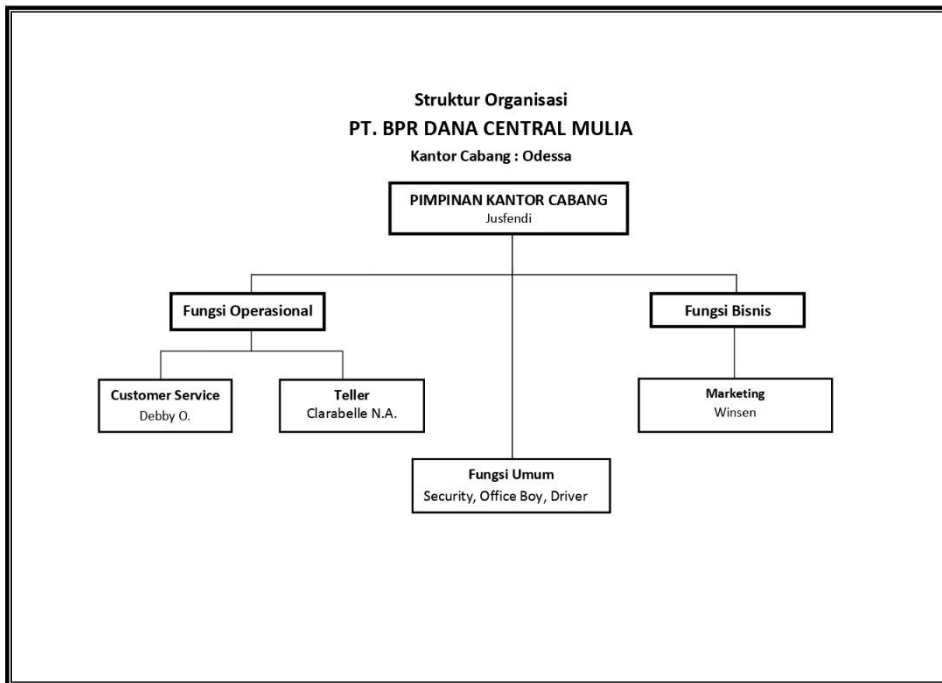 Struktur Organisasi
PT. BPR DANA CENTRAL MULIA
Kantor Cabang : Odessa
PIMPINAN KANTOR CABANG
Jusfendi
Fungsi Operasional
Fungsi Bisnis
Customer Service
Debby O.
Teller
Clarabelle N.A.
Marketing
Winsen
Fungsi Umum
Security, Office Boy, Driver